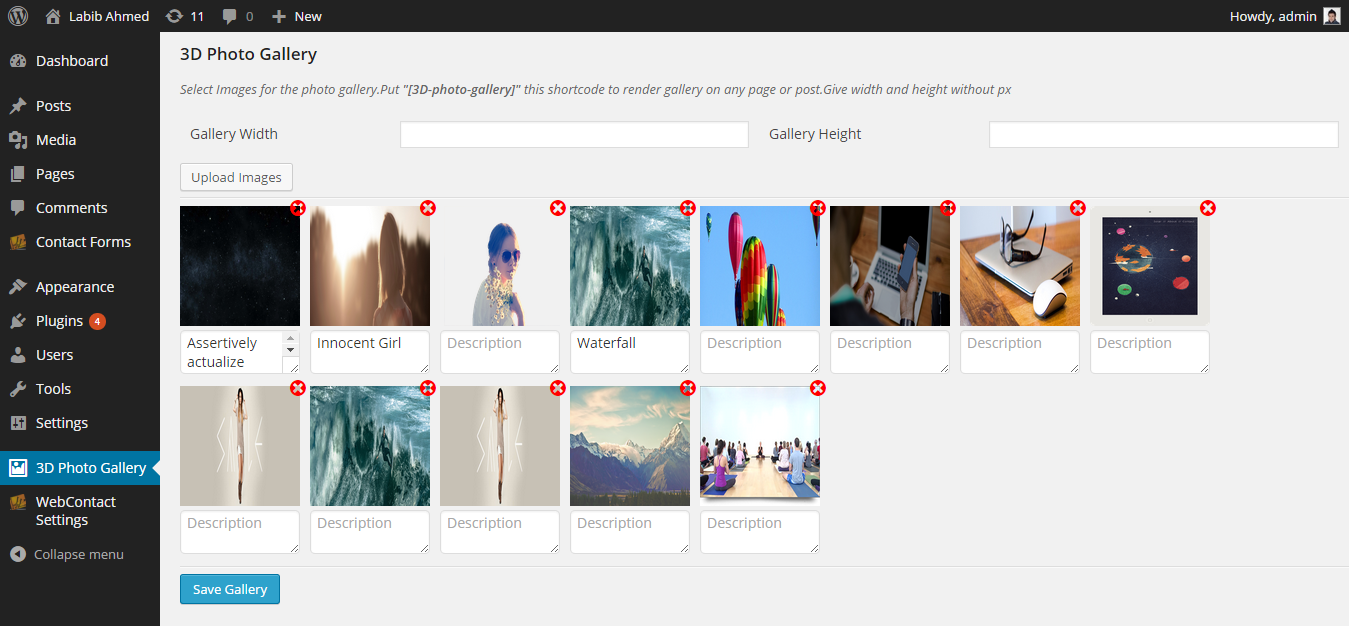 Labib Ahmed
11
0
New
Howdy, admin
Dashboard
Posts
Media
Pages
Comments
Contact Forms
Appearance
Plugins 4
Users
Tools
Settings
3D Photo Gallery
WebContact
Settings
Collapse menu
3D Photo Gallery
Select Images for the photo gallery.Put "[3D-photo-gallery]" this shortcode to render gallery on any page or post.Give width and height without px
Gallery Width
Gallery Height
Upload Images
Assertively
actualize
Innocent Girl
Description
Waterfall
Description
Description
Description
Description
Description
Description
Description
Description
Description
Save Gallery